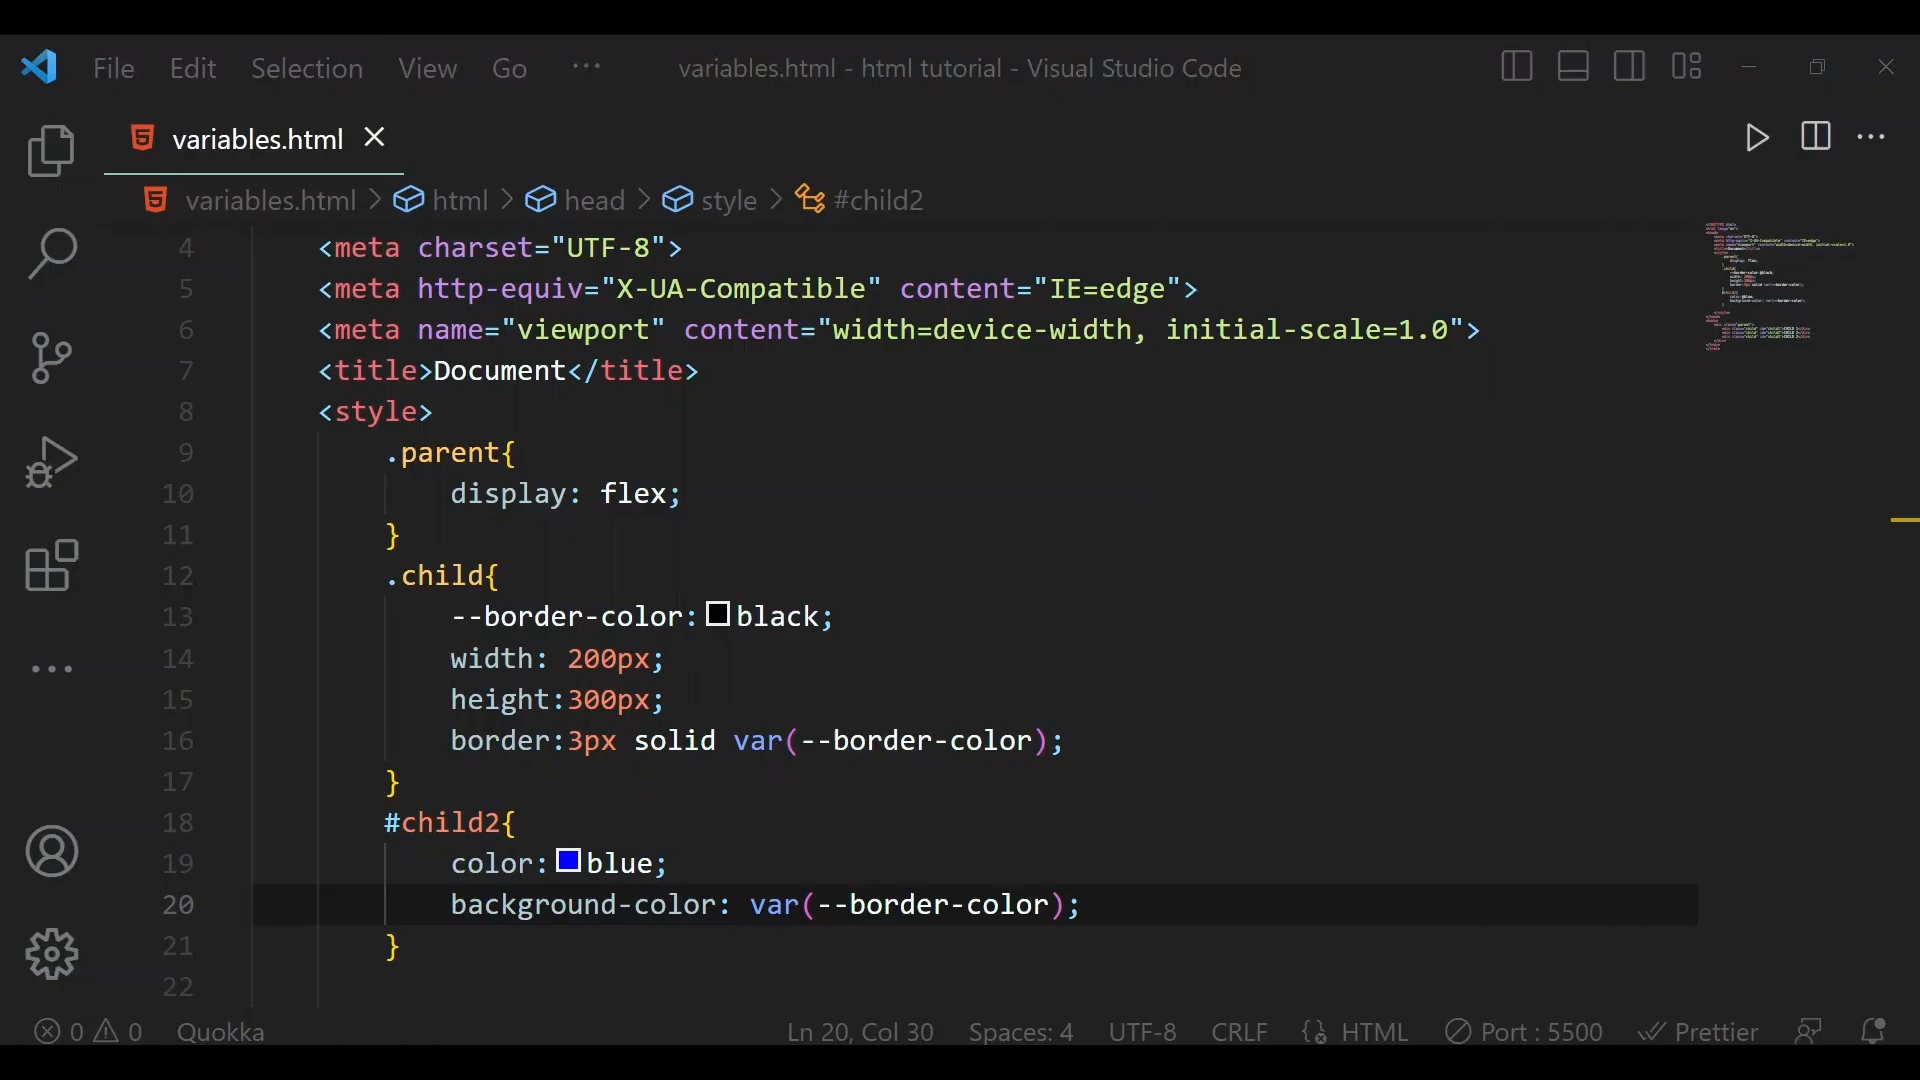 File Edit Selection View Go ··· variables.html - html tutorial - Visual Studio Code
variables.html
variables.html > html > head > style > #child2
4 <meta charset="UTF-8">
5 <meta http-equiv="X-UA-Compatible" content="IE=edge">
6 <meta name="viewport" content="width=device-width, initial-scale=1.0">
7 <title>Document</title>
8 <style>
9 .parent{
10 display: flex;
11 }
12 .child{
13 --border-color:black;
14 width: 200px;
15 height:300px;
16 border:3px solid var(--border-color);
17 }
18 #child2{
19 color:blue;
20 background-color: var(--border-color);
21 }
22
0 0 Quokka Ln 20, Col 30 Spaces: 4 UTF-8 CRLF HTML Port : 5500 Prettier